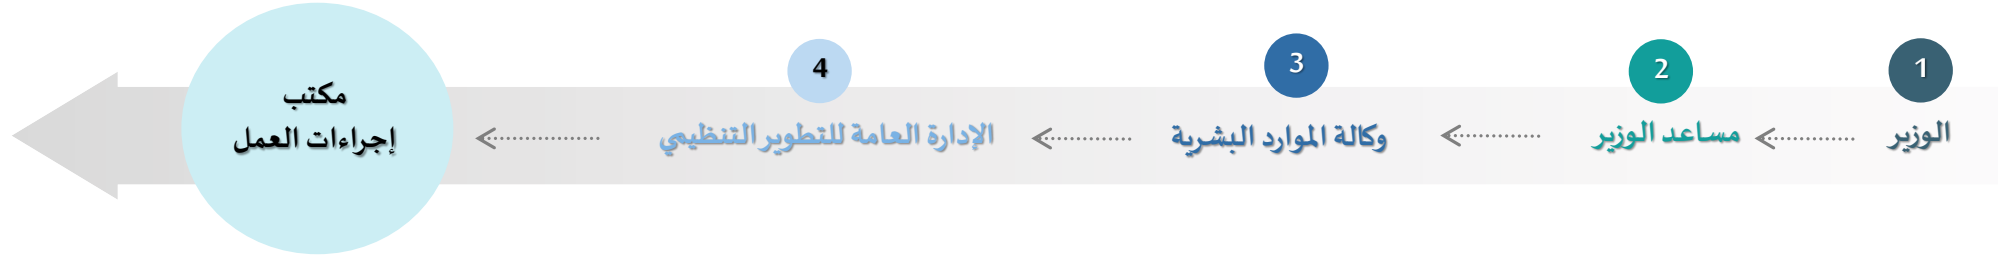 1
الوزير
2
مساعد الوزير
3
وكالة الموارد البشرية
4
الإدارة العامة للتطوير التنظيمي
مكتب
إجراءات العمل